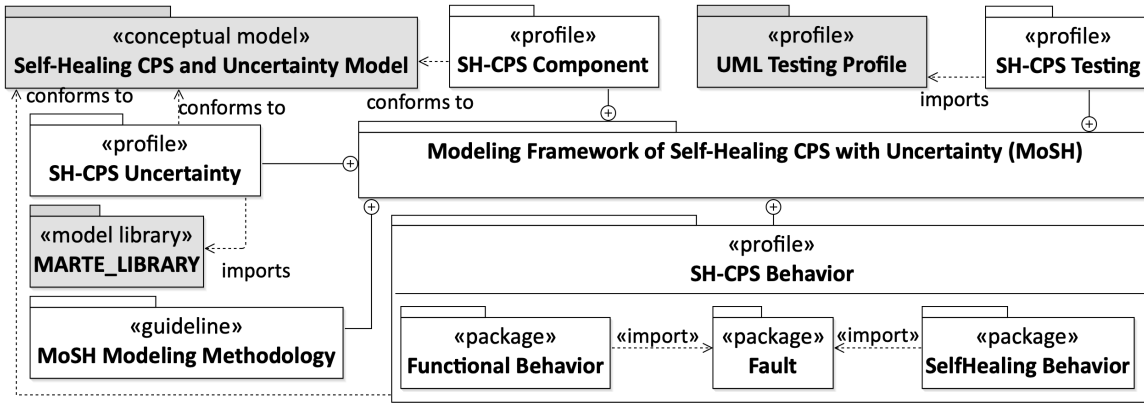 «conceptual model»
Self-Healing CPS and Uncertainty Model
«profile»
SH-CPS Component
«profile»
UML Testing Profile
«profile»
SH-CPS Testing
conforms to
conforms to
conforms to
imports
«profile»
SH-CPS Uncertainty
Modeling Framework of Self-Healing CPS with Uncertainty (MoSH)
«model library»
MARTE_LIBRARY
imports
«profile»
SH-CPS Behavior
«guideline»
MoSH Modeling Methodology
«package»
Functional Behavior
«import»
«package»
Fault
«import»
«package»
SelfHealing Behavior